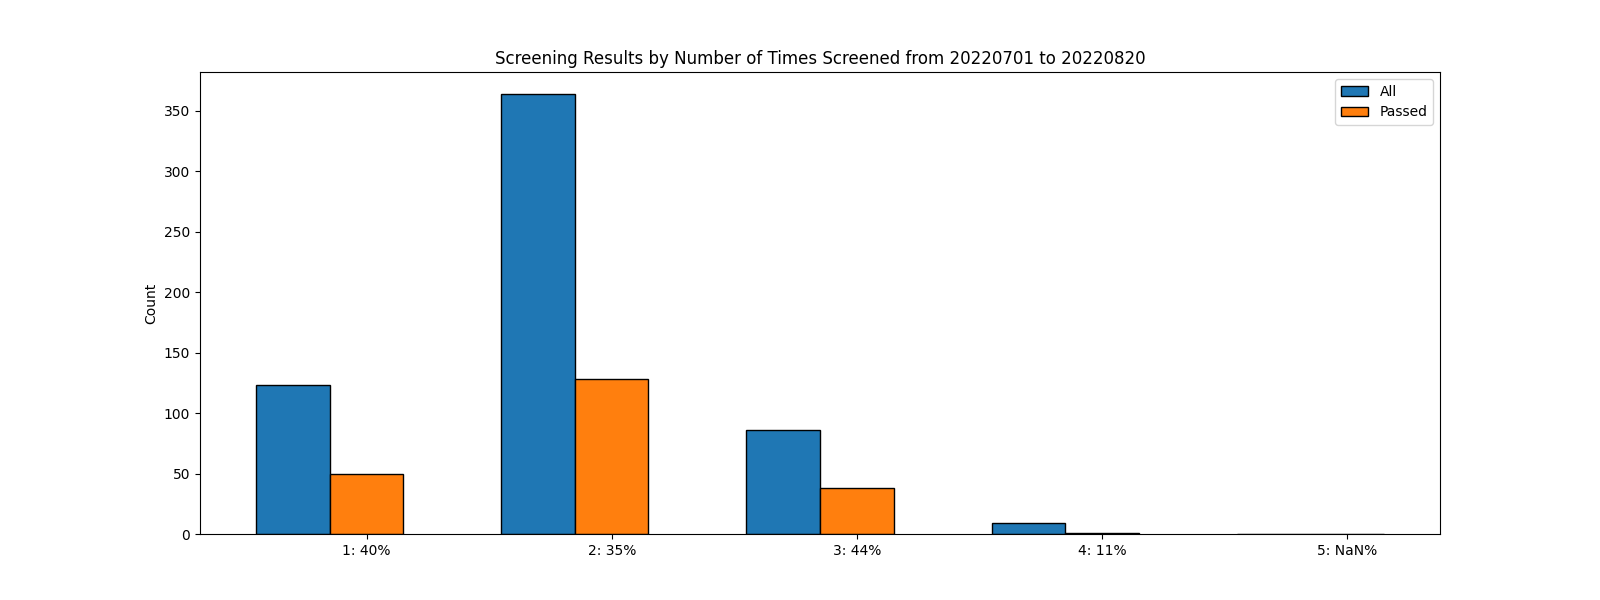 Screening Results by Number of Times Screened from 20220701 to 20220820
All
Passed
350
300
250
200
150
100
50
0
Count
1: 40%
2: 35%
3: 44%
4: 11%
5: NaN%